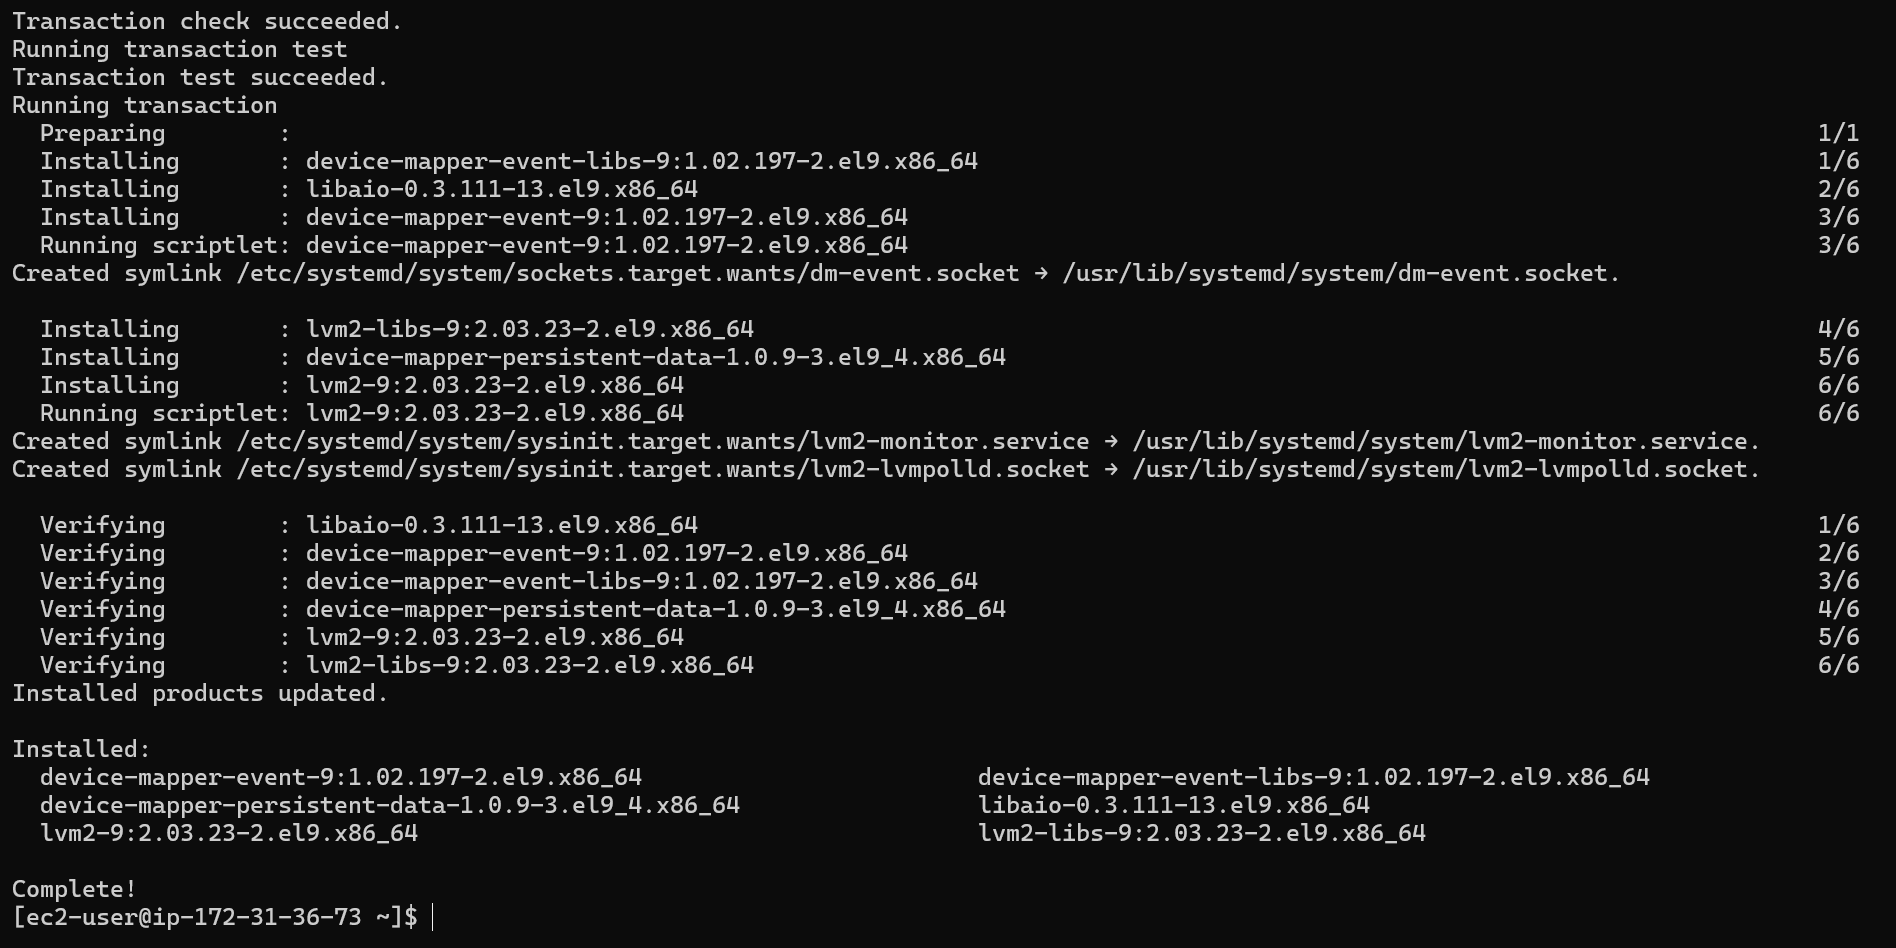 Transaction check succeeded.
Running transaction test
Transaction test succeeded.
Running transaction
  Preparing        :                                                                                                             1/1
  Installing       : device-mapper-event-libs-9:1.02.197-2.el9.x86_64                                                            1/6
  Installing       : libaio-0.3.111-13.el9.x86_64                                                                                2/6
  Installing       : device-mapper-event-9:1.02.197-2.el9.x86_64                                                                 3/6
  Running scriptlet: device-mapper-event-9:1.02.197-2.el9.x86_64                                                                 3/6
Created symlink /etc/systemd/system/sockets.target.wants/dm-event.socket → /usr/lib/systemd/system/dm-event.socket.

  Installing       : lvm2-libs-9:2.03.23-2.el9.x86_64                                                                            4/6
  Installing       : device-mapper-persistent-data-1.0.9-3.el9_4.x86_64                                                          5/6
  Installing       : lvm2-9:2.03.23-2.el9.x86_64                                                                                 6/6
  Running scriptlet: lvm2-9:2.03.23-2.el9.x86_64                                                                                 6/6
Created symlink /etc/systemd/system/sysinit.target.wants/lvm2-monitor.service → /usr/lib/systemd/system/lvm2-monitor.service.
Created symlink /etc/systemd/system/sysinit.target.wants/lvm2-lvmpolld.socket → /usr/lib/systemd/system/lvm2-lvmpolld.socket.

  Verifying        : libaio-0.3.111-13.el9.x86_64                                                                                1/6
  Verifying        : device-mapper-event-9:1.02.197-2.el9.x86_64                                                                 2/6
  Verifying        : device-mapper-event-libs-9:1.02.197-2.el9.x86_64                                                            3/6
  Verifying        : device-mapper-persistent-data-1.0.9-3.el9_4.x86_64                                                          4/6
  Verifying        : lvm2-9:2.03.23-2.el9.x86_64                                                                                 5/6
  Verifying        : lvm2-libs-9:2.03.23-2.el9.x86_64                                                                            6/6
Installed products updated.

Installed:
  device-mapper-event-9:1.02.197-2.el9.x86_64                        device-mapper-event-libs-9:1.02.197-2.el9.x86_64
  device-mapper-persistent-data-1.0.9-3.el9_4.x86_64                 libaio-0.3.111-13.el9.x86_64
  lvm2-9:2.03.23-2.el9.x86_64                                        lvm2-libs-9:2.03.23-2.el9.x86_64

Complete!
[ec2-user@ip-172-31-36-73 ~]$